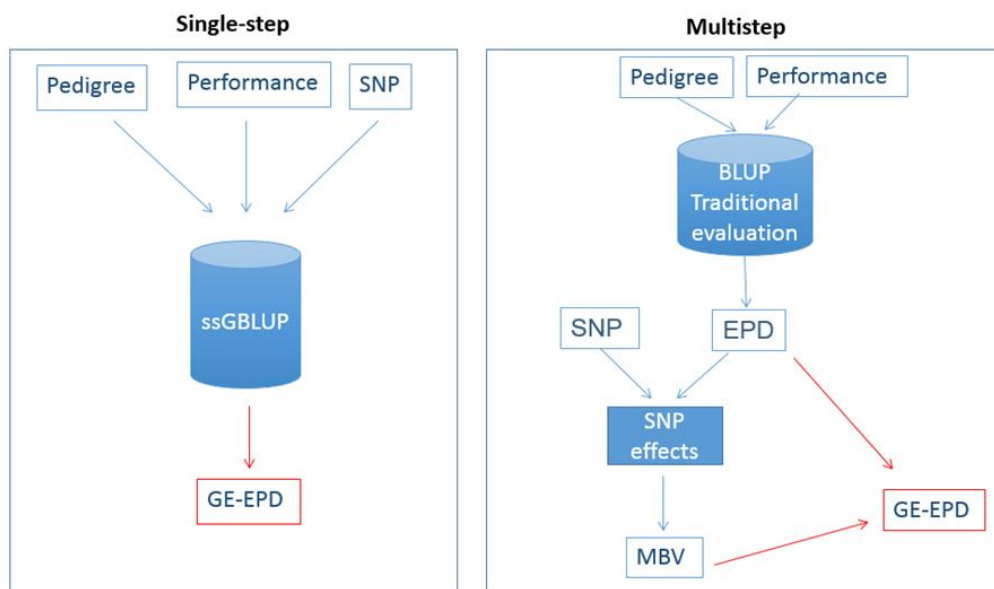 Single-step
Pedigree
Performance
SNP
ssGBLUP
GE-EPD
Multistep
Pedigree
Performance
BLUP
Traditional
evaluation
SNP
EPD
SNP
effects
GE-EPD
MBV